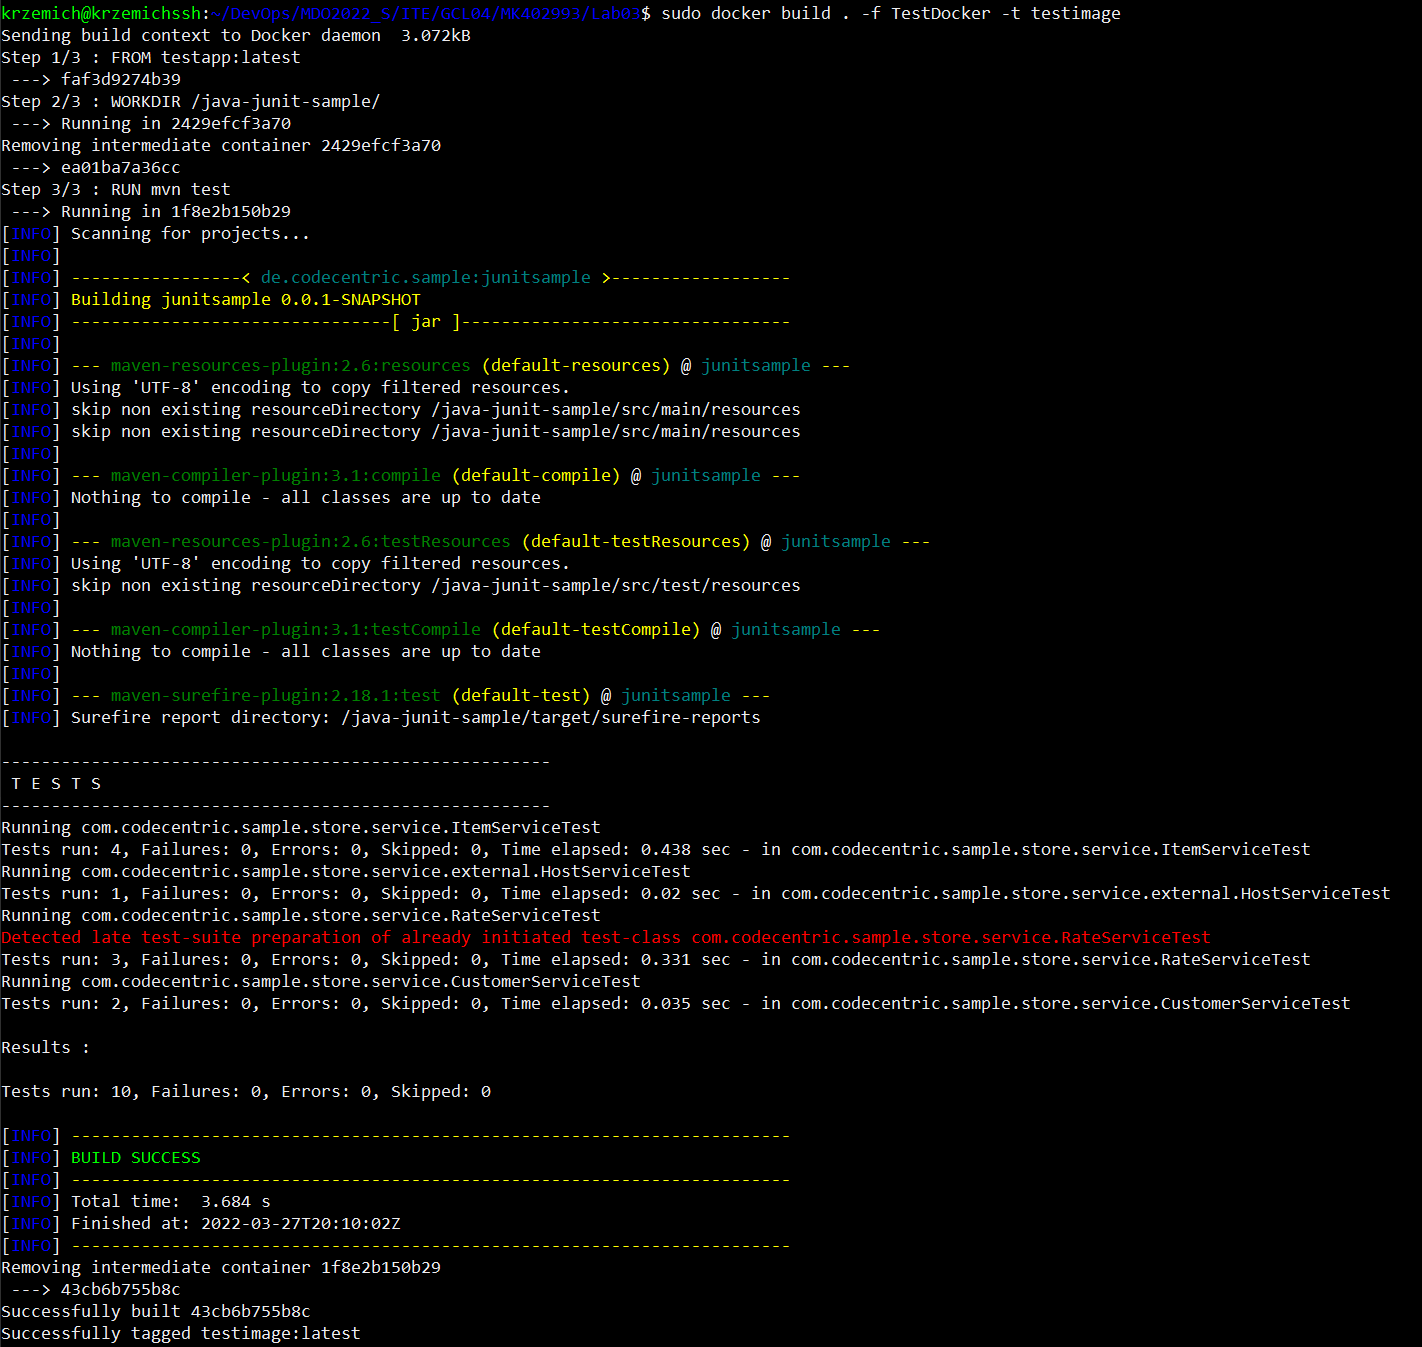 krzemich@krzemichssh:~/DevOps/MDO2022_S/ITE/GCL04/MK402993/Lab03$ sudo docker build . -f TestDocker -t testimage
Sending build context to Docker daemon  3.072kB
Step 1/3 : FROM testapp:latest
 ---> faf3d9274b39
Step 2/3 : WORKDIR /java-junit-sample/
 ---> Running in 2429efcf3a70
Removing intermediate container 2429efcf3a70
 ---> ea01ba7a36cc
Step 3/3 : RUN mvn test
 ---> Running in 1f8e2b150b29
[INFO] Scanning for projects...
[INFO]
[INFO] -----------------< de.codecentric.sample:junitsample >------------------
[INFO] Building junitsample 0.0.1-SNAPSHOT
[INFO] --------------------------------[ jar ]---------------------------------
[INFO]
[INFO] --- maven-resources-plugin:2.6:resources (default-resources) @ junitsample ---
[INFO] Using 'UTF-8' encoding to copy filtered resources.
[INFO] skip non existing resourceDirectory /java-junit-sample/src/main/resources
[INFO] skip non existing resourceDirectory /java-junit-sample/src/main/resources
[INFO]
[INFO] --- maven-compiler-plugin:3.1:compile (default-compile) @ junitsample ---
[INFO] Nothing to compile - all classes are up to date
[INFO]
[INFO] --- maven-resources-plugin:2.6:testResources (default-testResources) @ junitsample ---
[INFO] Using 'UTF-8' encoding to copy filtered resources.
[INFO] skip non existing resourceDirectory /java-junit-sample/src/test/resources
[INFO]
[INFO] --- maven-compiler-plugin:3.1:testCompile (default-testCompile) @ junitsample ---
[INFO] Nothing to compile - all classes are up to date
[INFO]
[INFO] --- maven-surefire-plugin:2.18.1:test (default-test) @ junitsample ---
[INFO] Surefire report directory: /java-junit-sample/target/surefire-reports

-------------------------------------------------------
 T E S T S
-------------------------------------------------------
Running com.codecentric.sample.store.service.ItemServiceTest
Tests run: 4, Failures: 0, Errors: 0, Skipped: 0, Time elapsed: 0.438 sec - in com.codecentric.sample.store.service.ItemServiceTest
Running com.codecentric.sample.store.service.external.HostServiceTest
Tests run: 1, Failures: 0, Errors: 0, Skipped: 0, Time elapsed: 0.02 sec - in com.codecentric.sample.store.service.external.HostServiceTest
Running com.codecentric.sample.store.service.RateServiceTest
Detected late test-suite preparation of already initiated test-class com.codecentric.sample.store.service.RateServiceTest
Tests run: 3, Failures: 0, Errors: 0, Skipped: 0, Time elapsed: 0.331 sec - in com.codecentric.sample.store.service.RateServiceTest
Running com.codecentric.sample.store.service.CustomerServiceTest
Tests run: 2, Failures: 0, Errors: 0, Skipped: 0, Time elapsed: 0.035 sec - in com.codecentric.sample.store.service.CustomerServiceTest

Results :

Tests run: 10, Failures: 0, Errors: 0, Skipped: 0

[INFO] ------------------------------------------------------------------------
[INFO] BUILD SUCCESS
[INFO] ------------------------------------------------------------------------
[INFO] Total time:  3.684 s
[INFO] Finished at: 2022-03-27T20:10:02Z
[INFO] ------------------------------------------------------------------------
Removing intermediate container 1f8e2b150b29
 ---> 43cb6b755b8c
Successfully built 43cb6b755b8c
Successfully tagged testimage:latest